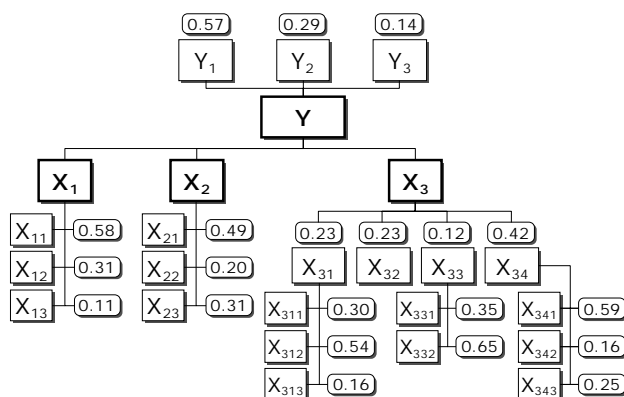 0.57 0.29 0.14
Y₁ Y₂ Y₃
Y
X₁ X₂ X₃
X₁₁ 0.58 X₂₁ 0.49 0.23 0.23 0.12 0.42
X₁₂ 0.31 X₂₂ 0.20 X₃₁ X₃₂ X₃₃ X₃₄
X₁₃ 0.11 X₂₃ 0.31 X₃₁₁ 0.30 X₃₃₁ 0.35 X₃₄₁ 0.59
X₃₁₂ 0.54 X₃₃₂ 0.65 X₃₄₂ 0.16
X₃₁₃ 0.16 X₃₄₃ 0.25